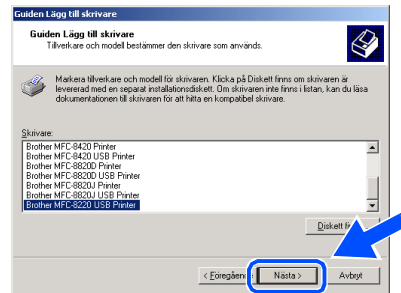 Guiden Lägg till skrivare
Guiden Lägg till skrivare
Tillverkare och modell bestämmer den skrivare som används.
Markera tillverkare och modell för skrivaren. Klicka på Diskett finns om skrivaren är
levererad med en separat installationsdiskett. Om skrivaren inte finns i listan, kan du läsa
dokumentationen till skrivaren för att hitta en kompatibel skrivare.
Skrivare:
Brother MFC-8420 Printer
Brother MFC-8420 USB Printer
Brother MFC-8820D Printer
Brother MFC-8820D USB Printer
Brother MFC-8820J Printer
Brother MFC-8820J USB Printer
Brother MFC-8220 USB Printer
Diskett
< Föregående Nästa > Avbryt